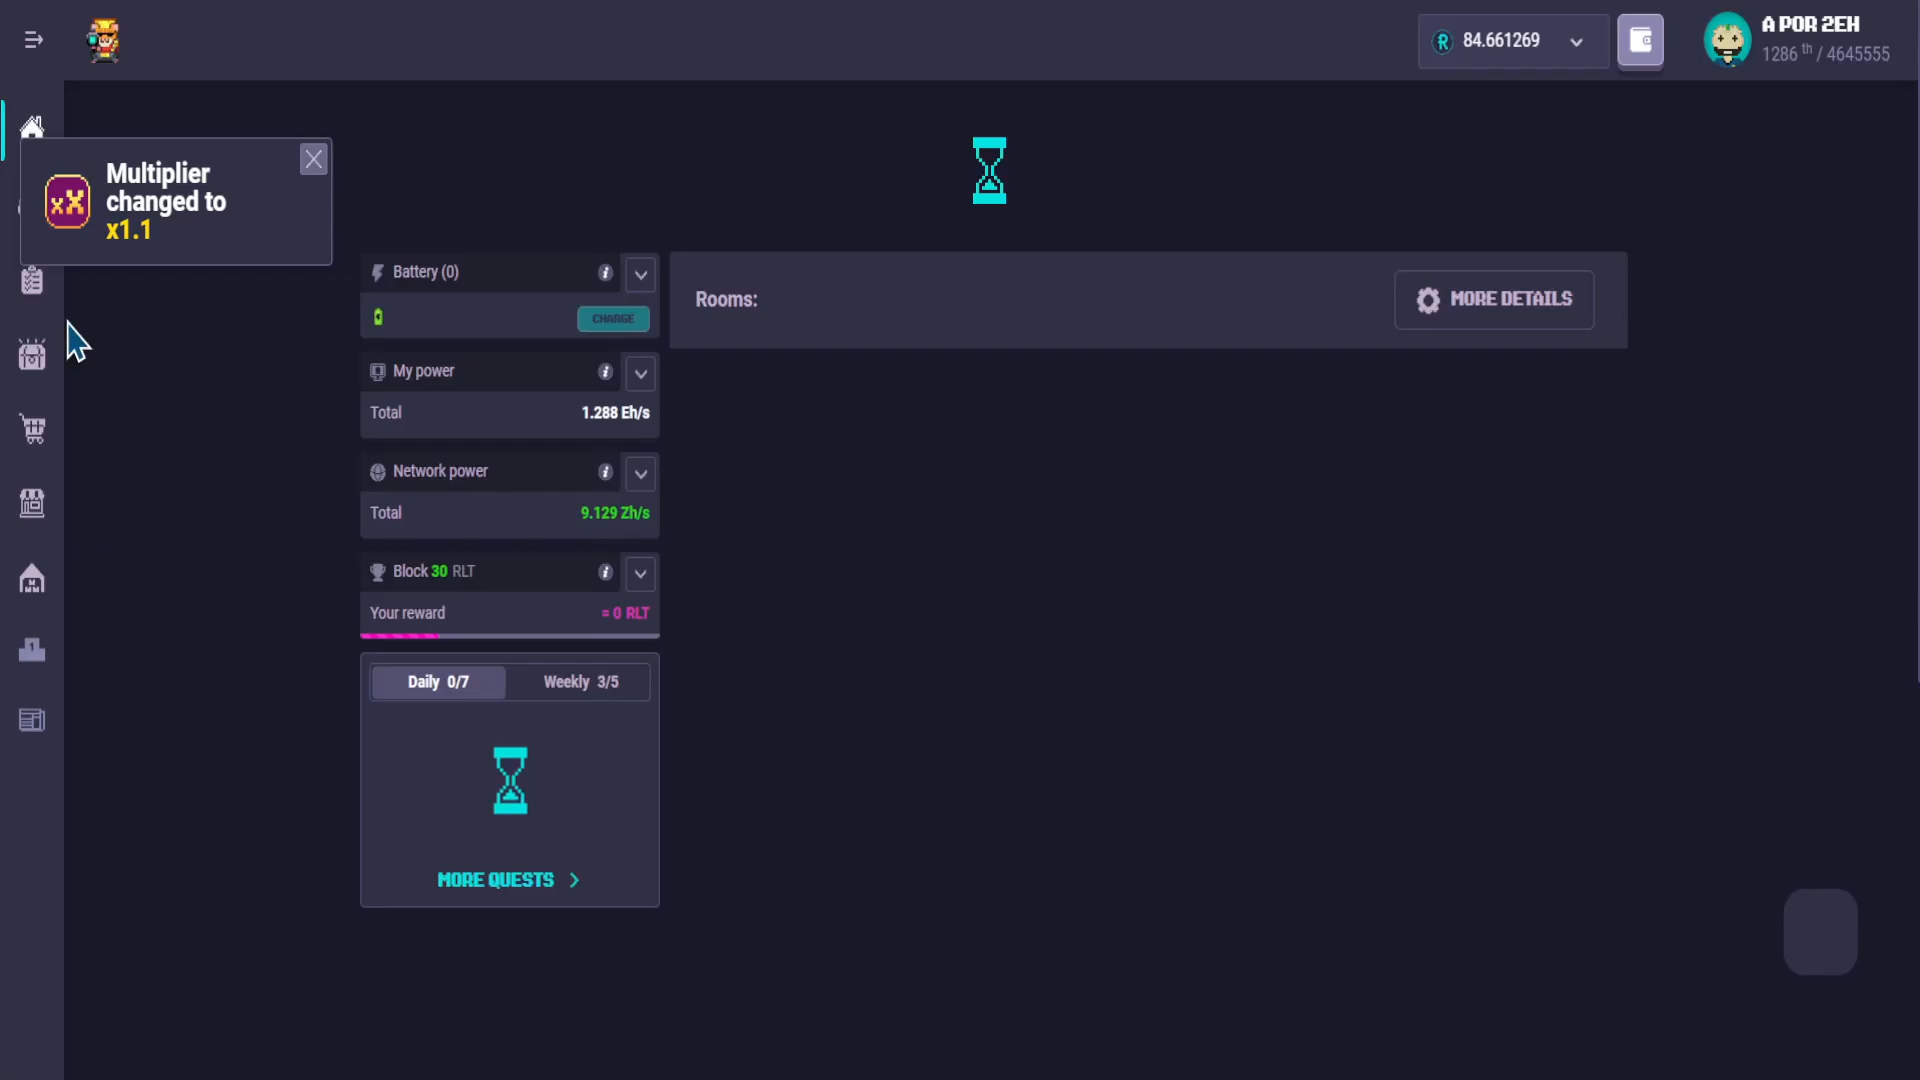 84.661269
A POR 2EH
1286 th / 4645555
Multiplier
changed to
x1.1
xX
Battery (0)
CHARGE
Rooms:
MORE DETAILS
My power
Total 1.288 Eh/s
Network power
Total 9.129 Zh/s
Block 30 RLT
Your reward = 0 RLT
Daily 0/7 Weekly 3/5
MORE QUESTS